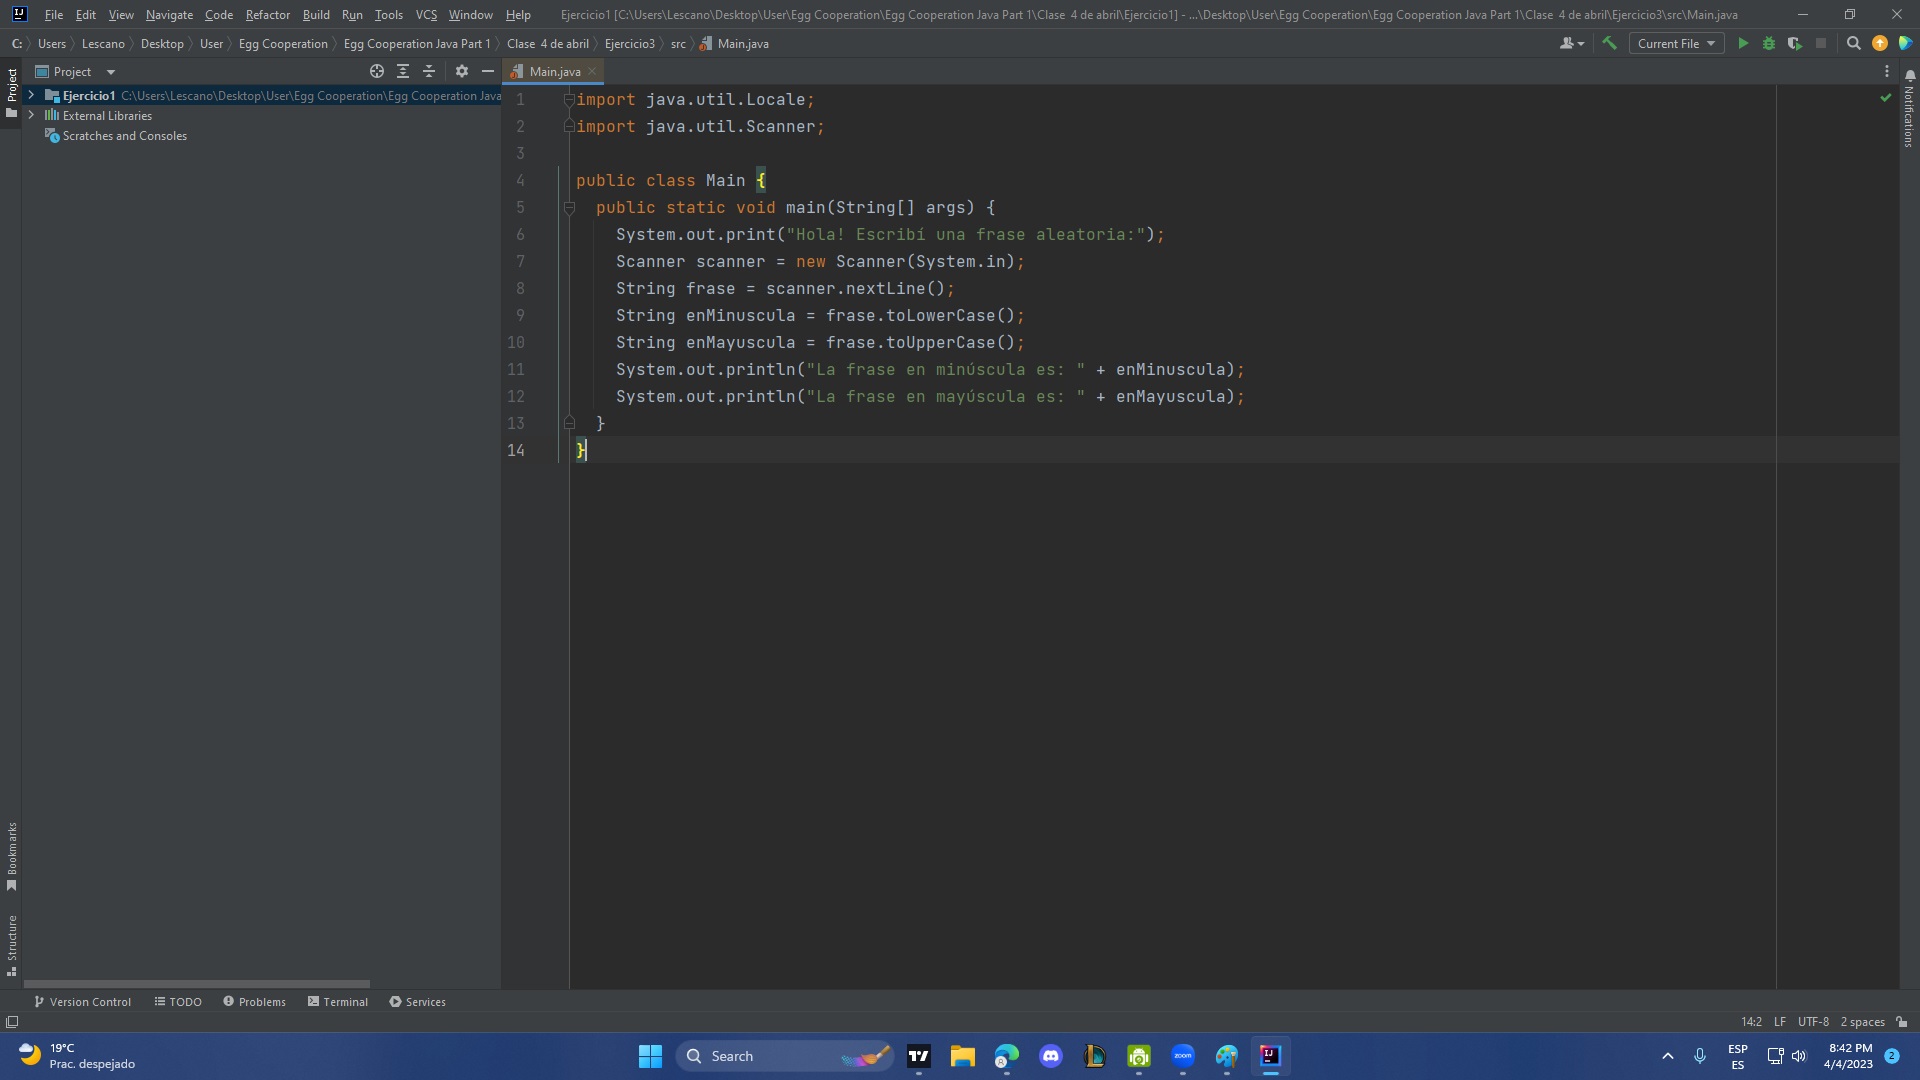 File Edit View Navigate Code Refactor Build Run Tools VCS Window Help Ejercicio1 [C:\Users\Lescano\Desktop\User\Egg Cooperation\Egg Cooperation Java Part 1\Clase 4 de abril\Ejercicio1] - ...\Desktop\User\Egg Cooperation\Egg Cooperation Java Part 1\Clase 4 de abril\Ejercicio3\src\Main.java
C: Users Lescano Desktop User Egg Cooperation Egg Cooperation Java Part 1 Clase 4 de abril Ejercicio3 src Main.java Current File
Project
Project
Ejercicio1 C:\Users\Lescano\Desktop\User\Egg Cooperation\Egg Cooperation Java
External Libraries
Scratches and Consoles
Bookmarks
Structure
Main.java
1 import java.util.Locale;
2 import java.util.Scanner;
3
4 public class Main {
5 public static void main(String[] args) {
6 System.out.print("Hola! Escribí una frase aleatoria:");
7 Scanner scanner = new Scanner(System.in);
8 String frase = scanner.nextLine();
9 String enMinuscula = frase.toLowerCase();
10 String enMayuscula = frase.toUpperCase();
11 System.out.println("La frase en minúscula es: " + enMinuscula);
12 System.out.println("La frase en mayúscula es: " + enMayuscula);
13 }
14 }
Notifications
Version Control TODO Problems Terminal Services
14:2 LF UTF-8 2 spaces
19°C
Prac. despejado
Search
zoom
ESP
ES
8:42 PM
4/4/2023
2